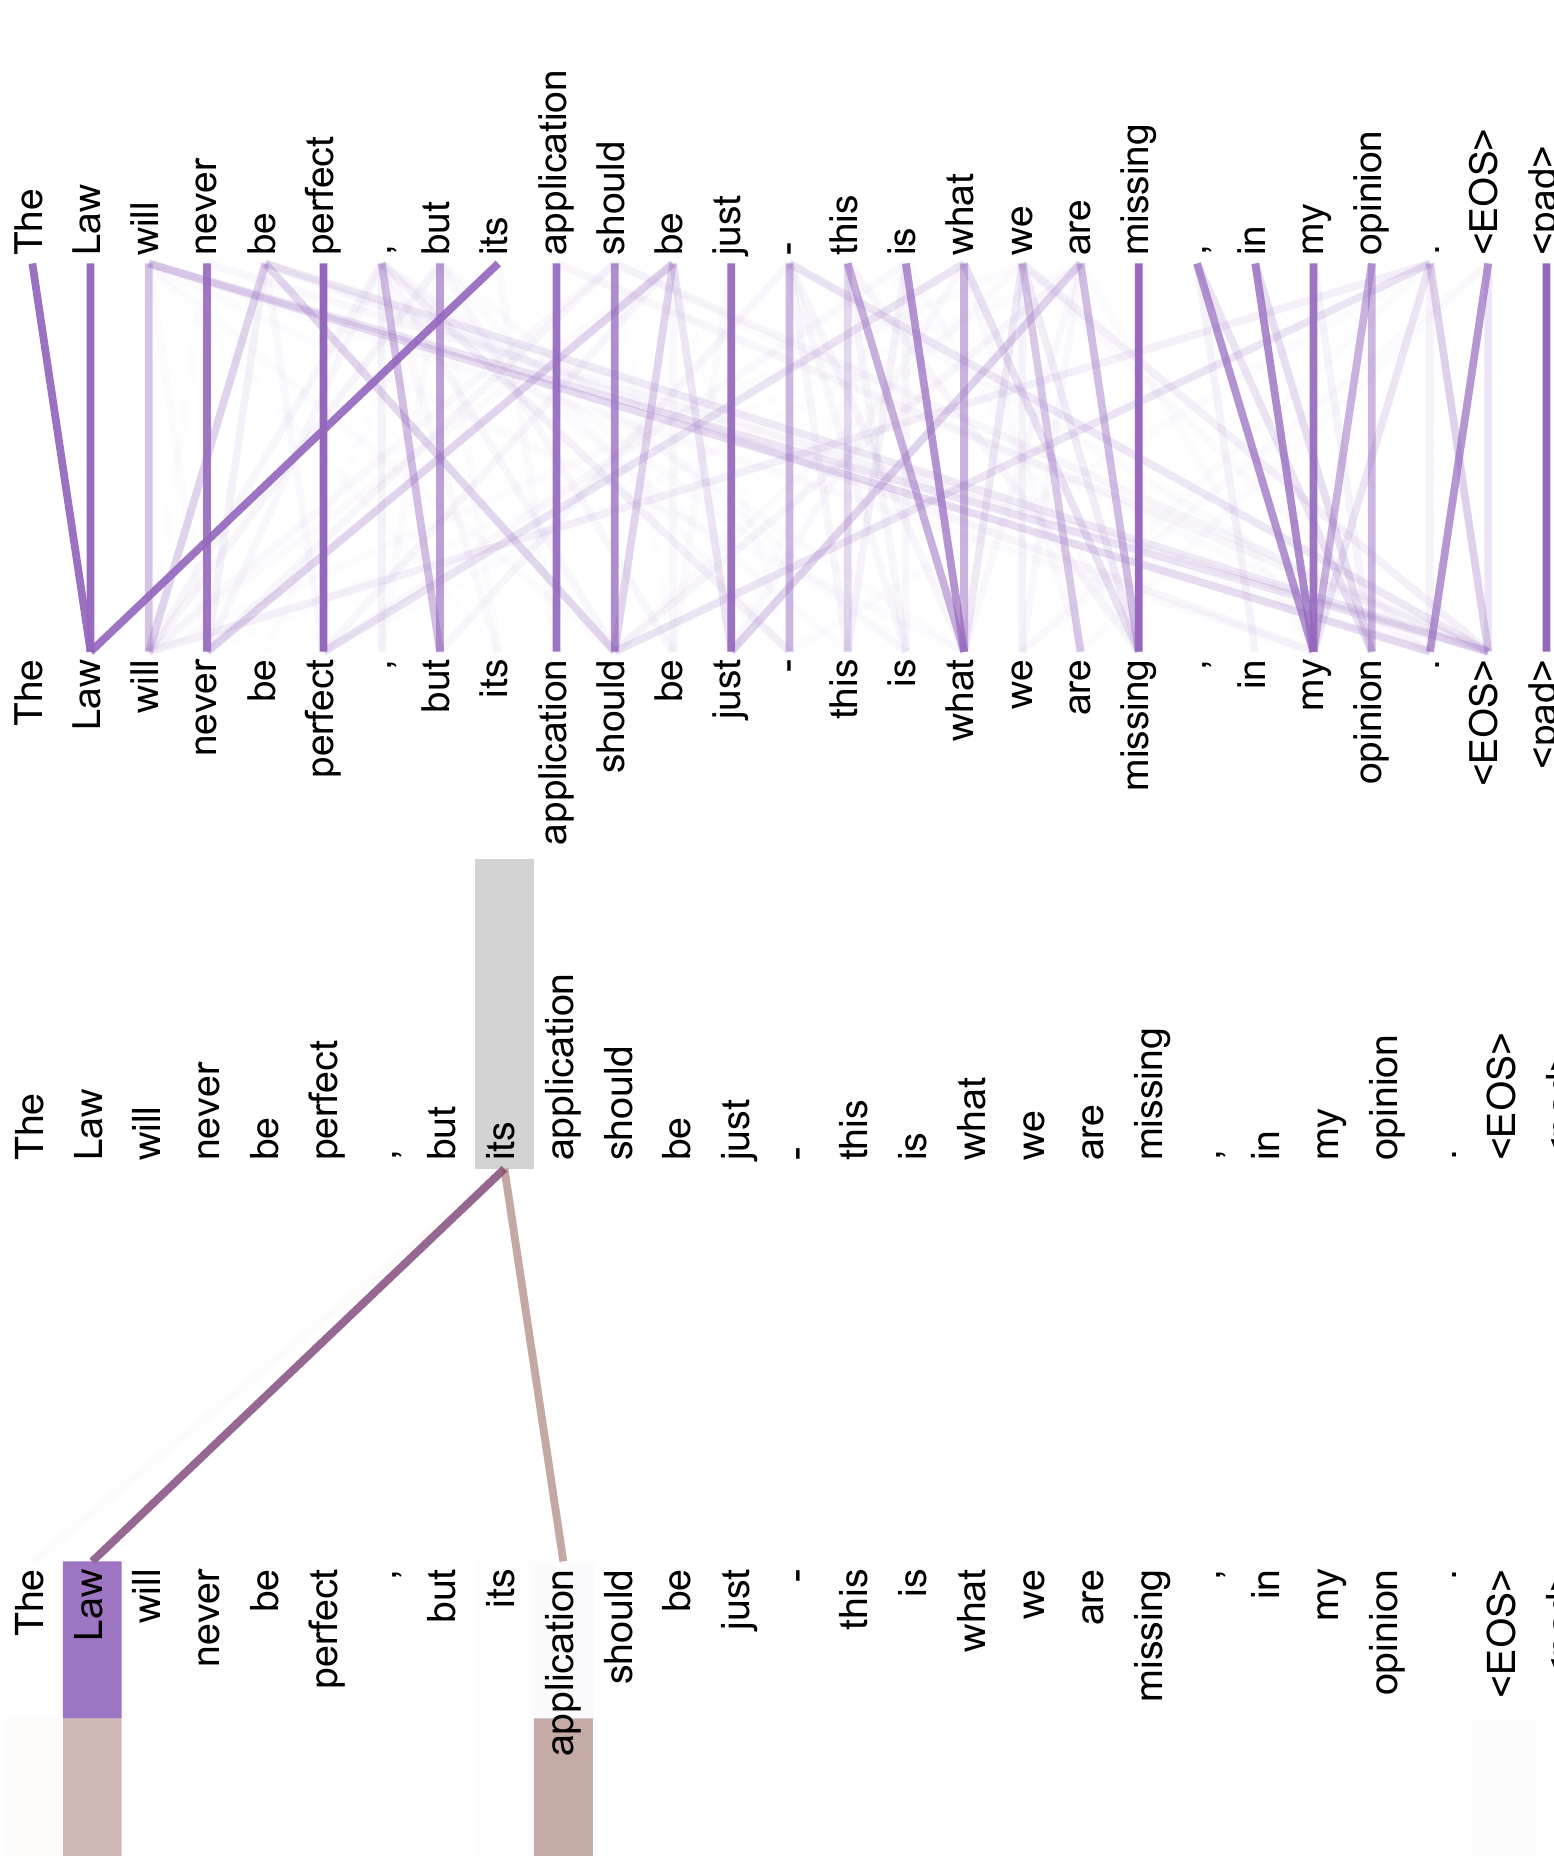 The Law will never be perfect , but its application should be just - this is what we are missing , in my opinion . <EOS> <pad>
The Law will never be perfect , but its application should be just - this is what we are missing , in my opinion . <EOS> <pad>
The Law will never be perfect , but its application should be just - this is what we are missing , in my opinion . <EOS>
The Law will never be perfect , but its application should be just - this is what we are missing , in my opinion . <EOS>